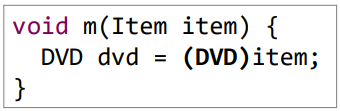 void m(Item item) {
  DVD dvd = (DVD)item;
}